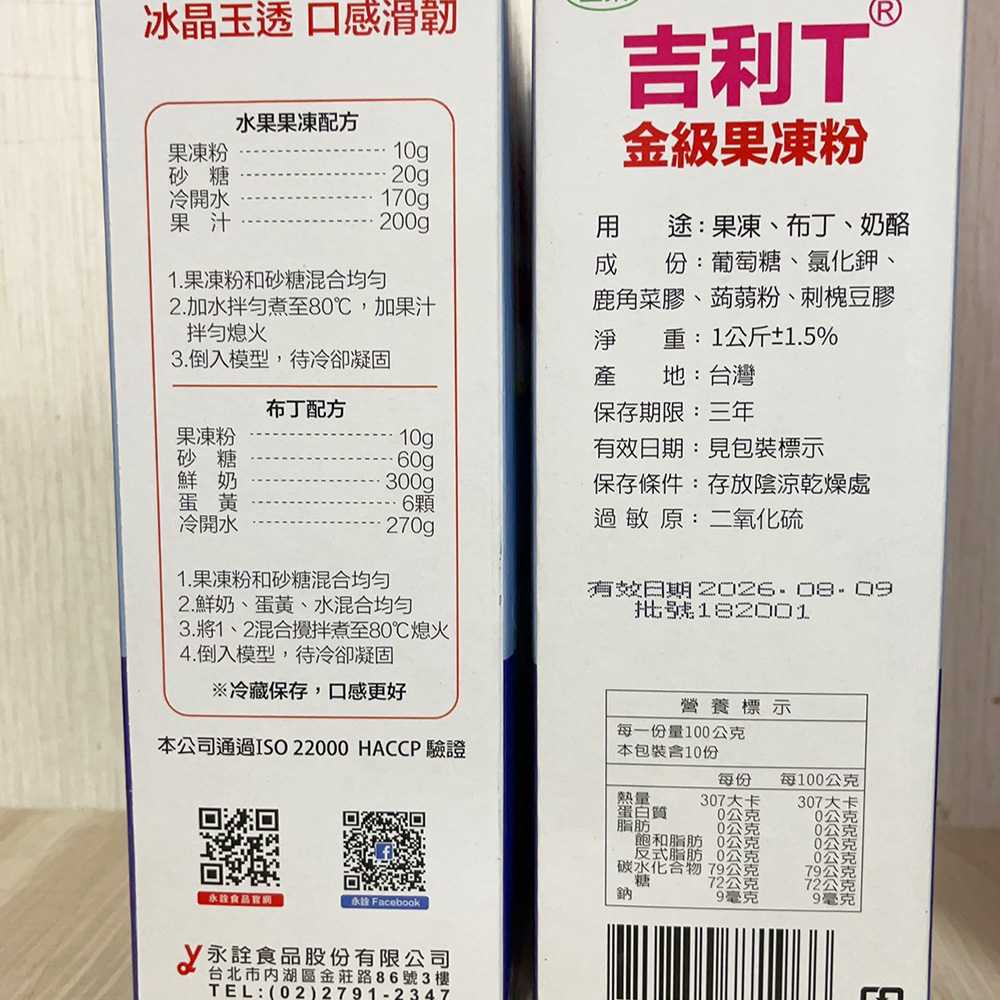 冰晶玉透 口感滑韌
水果果凍配方
果凍粉 10g
砂糖 20g
冷開水 170g
果汁 200g
1.果凍粉和砂糖混合均勻
2.加水拌勻煮至80℃,加果汁
拌勻熄火
3.倒入模型,待冷卻凝固
布丁配方
果凍粉 10g
砂糖 60g
鮮奶 300g
蛋黃 6顆
冷開水 270g
1.果凍粉和砂糖混合均勻
2.鮮奶、蛋黃、水混合均勻
3.將1、2混合攪拌煮至80℃熄火
4.倒入模型,待冷卻凝固
※冷藏保存,口感更好
本公司通過ISO 22000 HACCP 驗證
永詮食品官網
永詮 Facebook
永詮食品股份有限公司
台北市內湖區金莊路86號3樓
TEL:(02)2791-2347
吉利T®
金級果凍粉
用途:果凍、布丁、奶酪
成份:葡萄糖、氯化鉀、
鹿角菜膠、蒟蒻粉、刺槐豆膠
淨重:1公斤±1.5%
產地:台灣
保存期限:三年
有效日期:見包裝標示
保存條件:存放陰涼乾燥處
過敏原:二氧化硫
有效日期 2026.08.09
批號182001
營養標示
每一份量100公克
本包裝含10份
每份 每100公克
熱量 307大卡 307大卡
蛋白質 0公克 0公克
脂肪 0公克 0公克
飽和脂肪 0公克 0公克
反式脂肪 0公克 0公克
碳水化合物 79公克 79公克
糖 72公克 72公克
鈉 9毫克 9毫克